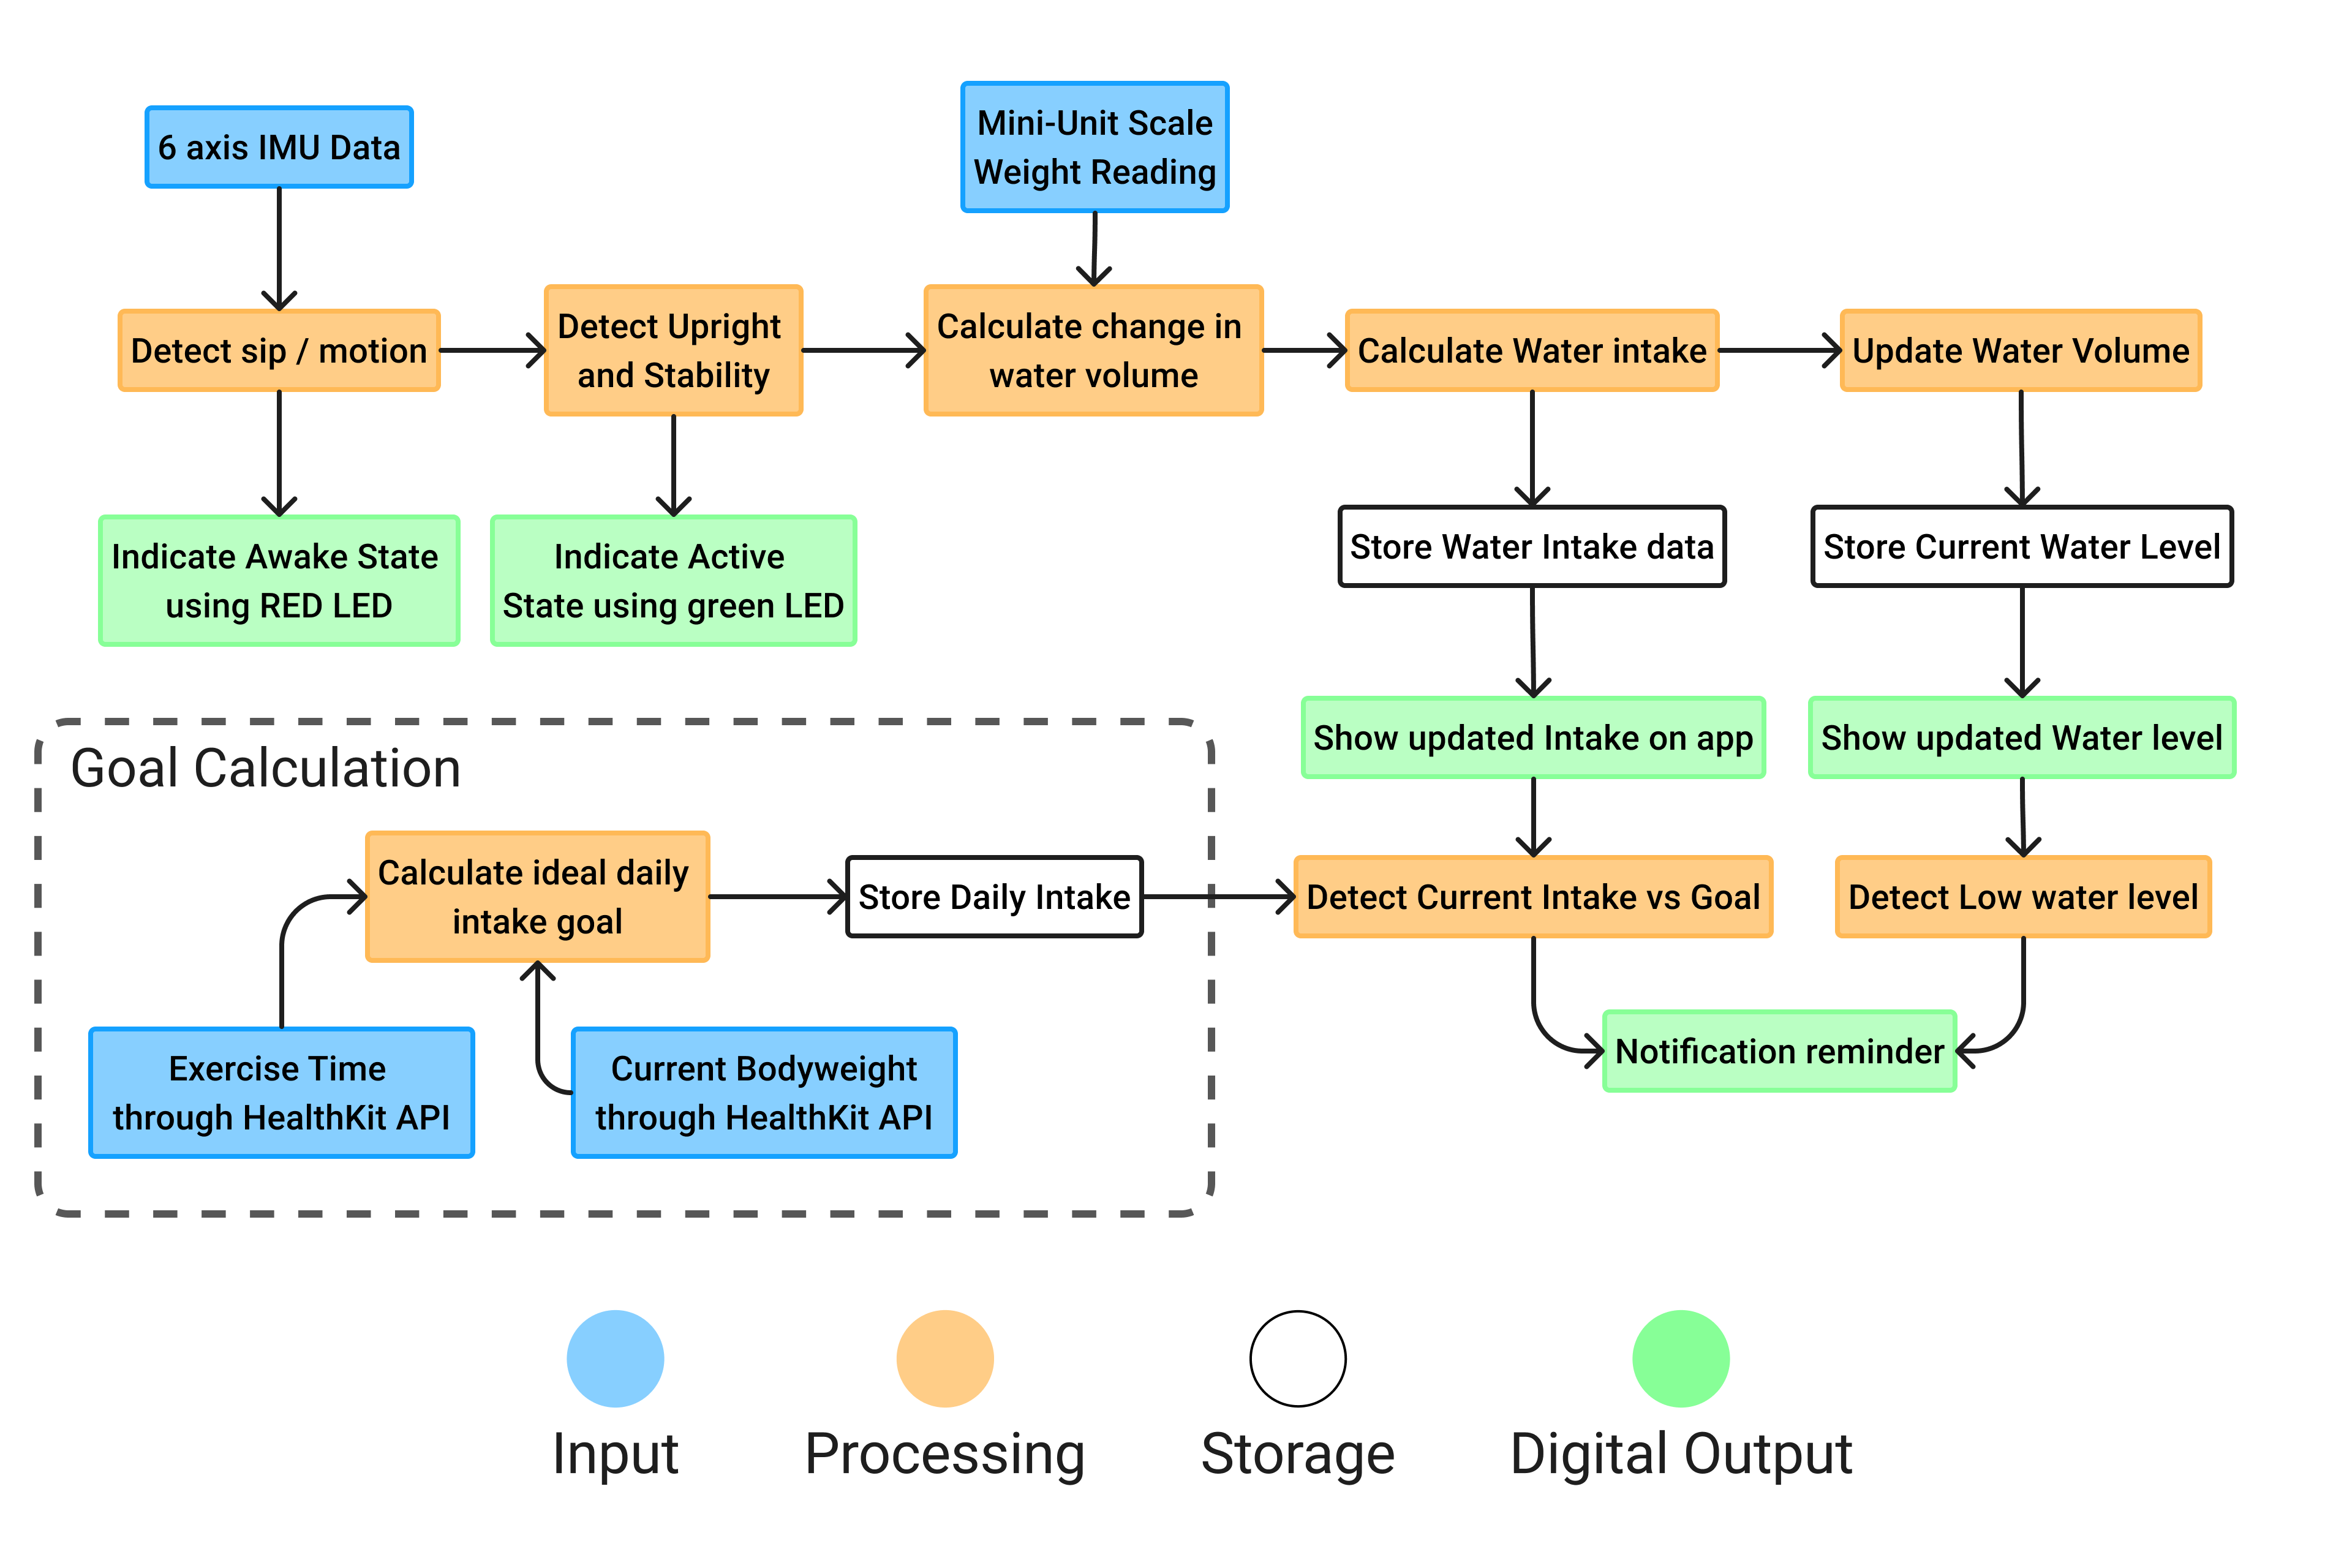 6 axis IMU Data
Mini-Unit Scale
Weight Reading
Detect sip / motion
Detect Upright
and Stability
Calculate change in
water volume
Calculate Water intake
Update Water Volume
Indicate Awake State
using RED LED
Indicate Active
State using green LED
Store Water Intake data
Store Current Water Level
Show updated Intake on app
Show updated Water level
Goal Calculation
Calculate ideal daily
intake goal
Store Daily Intake
Detect Current Intake vs Goal
Detect Low water level
Exercise Time
through HealthKit API
Current Bodyweight
through HealthKit API
Notification reminder
Input
Processing
Storage
Digital Output